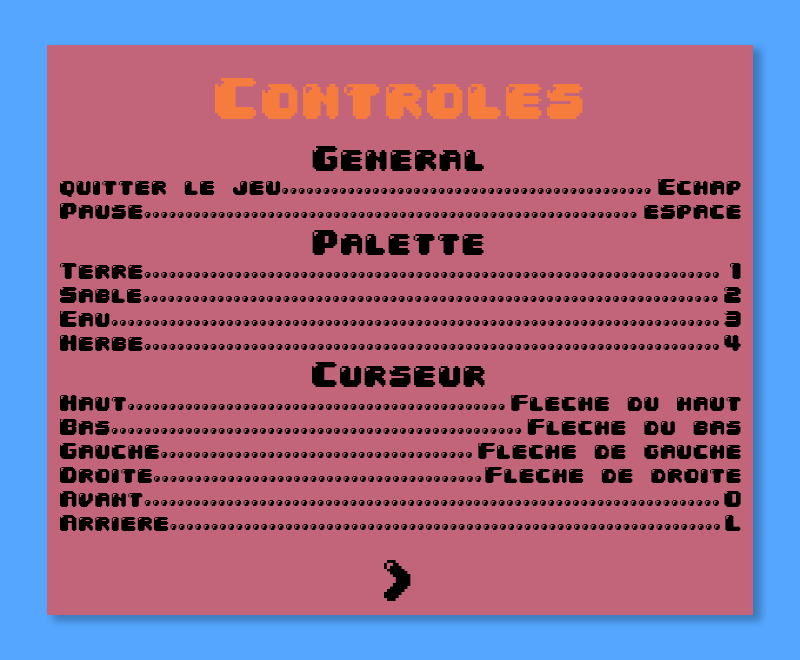 CONTROLES
GENERAL
QUITTER LE JEU............................................. ECHAP
PAUSE............................................................ ESPACE
PALETTE
TERRE...................................................................... 1
SABLE...................................................................... 2
EAU.......................................................................... 3
HERBE...................................................................... 4
CURSEUR
HAUT.............................................. FLECHE DU HAUT
BAS.................................................. FLECHE DU BAS
GAUCHE...................................... FLECHE DE GAUCHE
DROITE........................................ FLECHE DE DROITE
AVANT...................................................................... O
ARRIERE................................................................... L